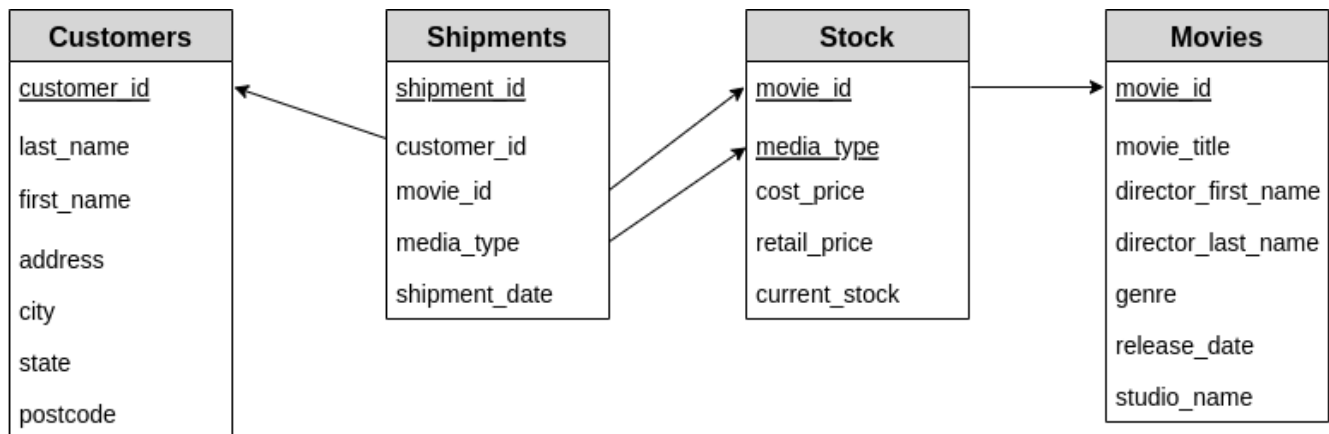 Customers
customer_id
last_name
first_name
address
city
state
postcode
Shipments
shipment_id
customer_id
movie_id
media_type
shipment_date
Stock
movie_id
media_type
cost_price
retail_price
current_stock
Movies
movie_id
movie_title
director_first_name
director_last_name
genre
release_date
studio_name